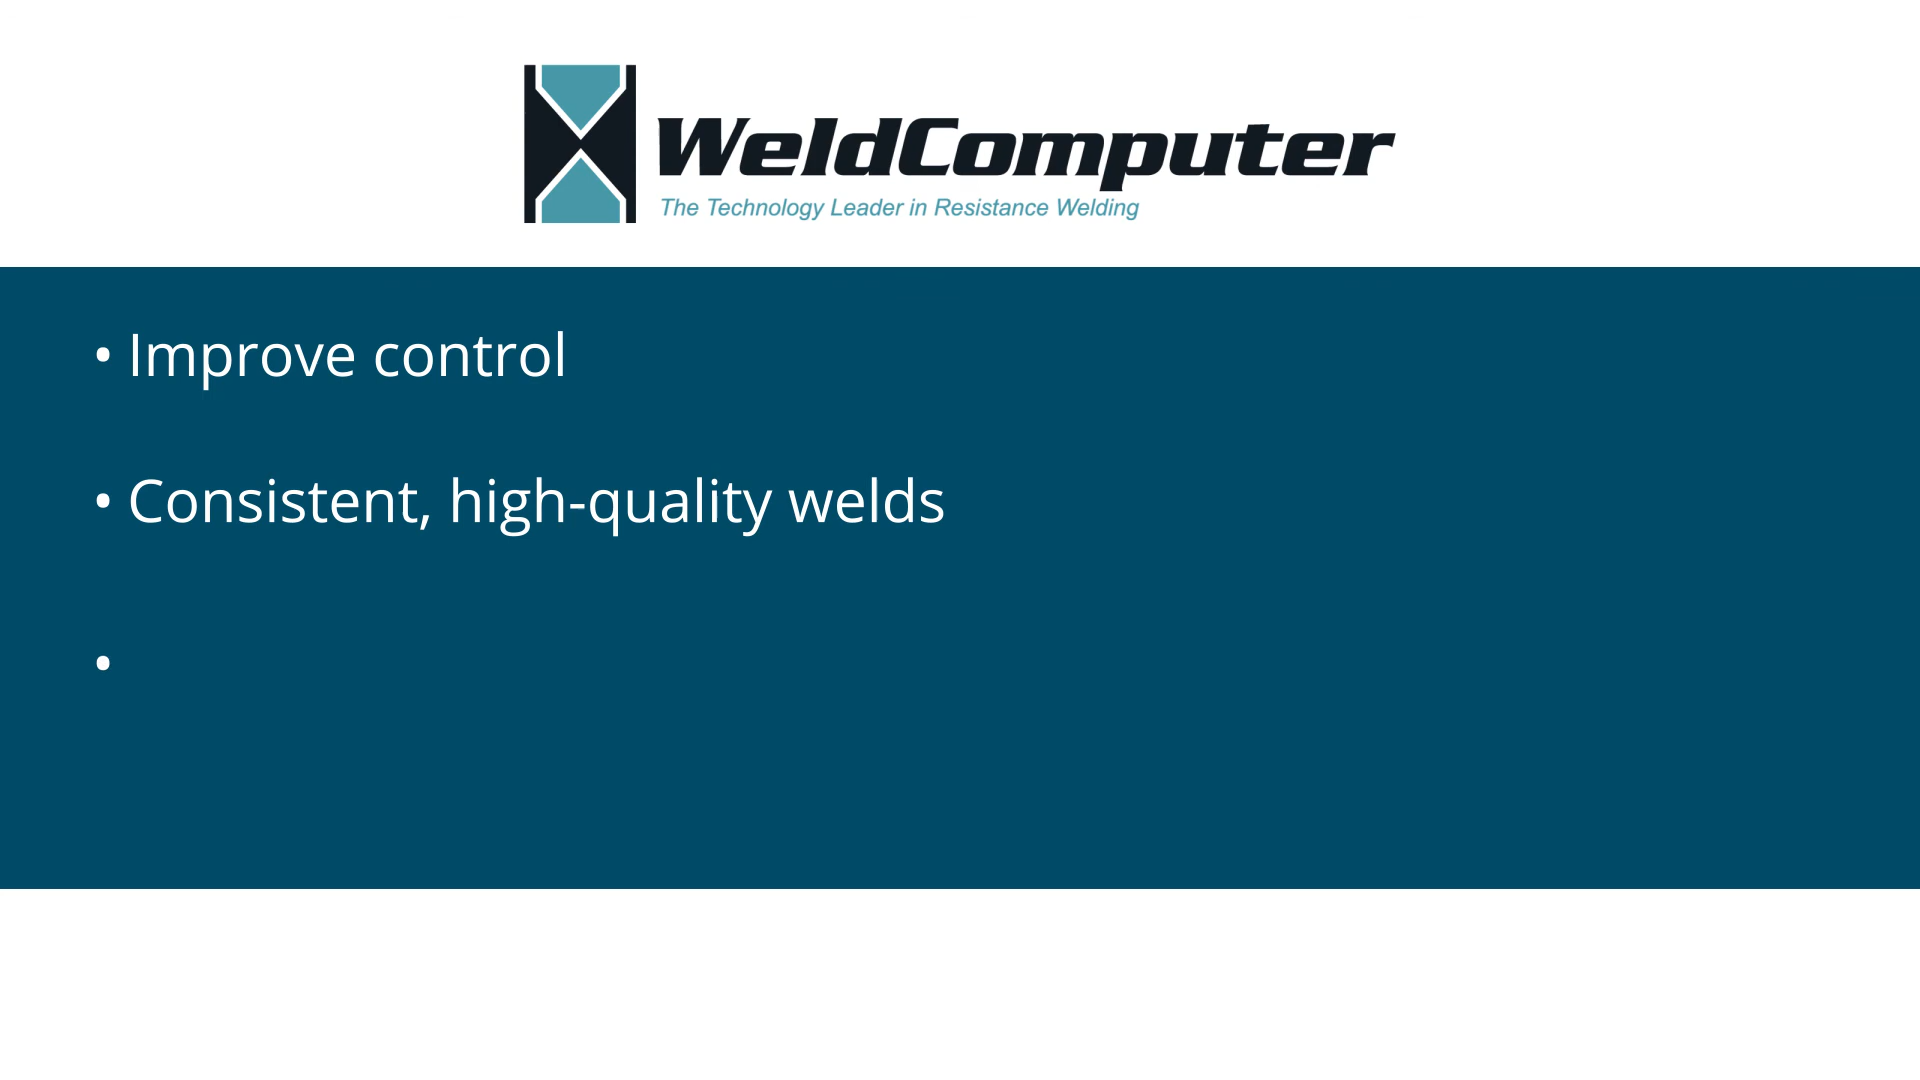 WeldComputer
The Technology Leader in Resistance Welding
• Improve control
• Consistent, high-quality welds
•